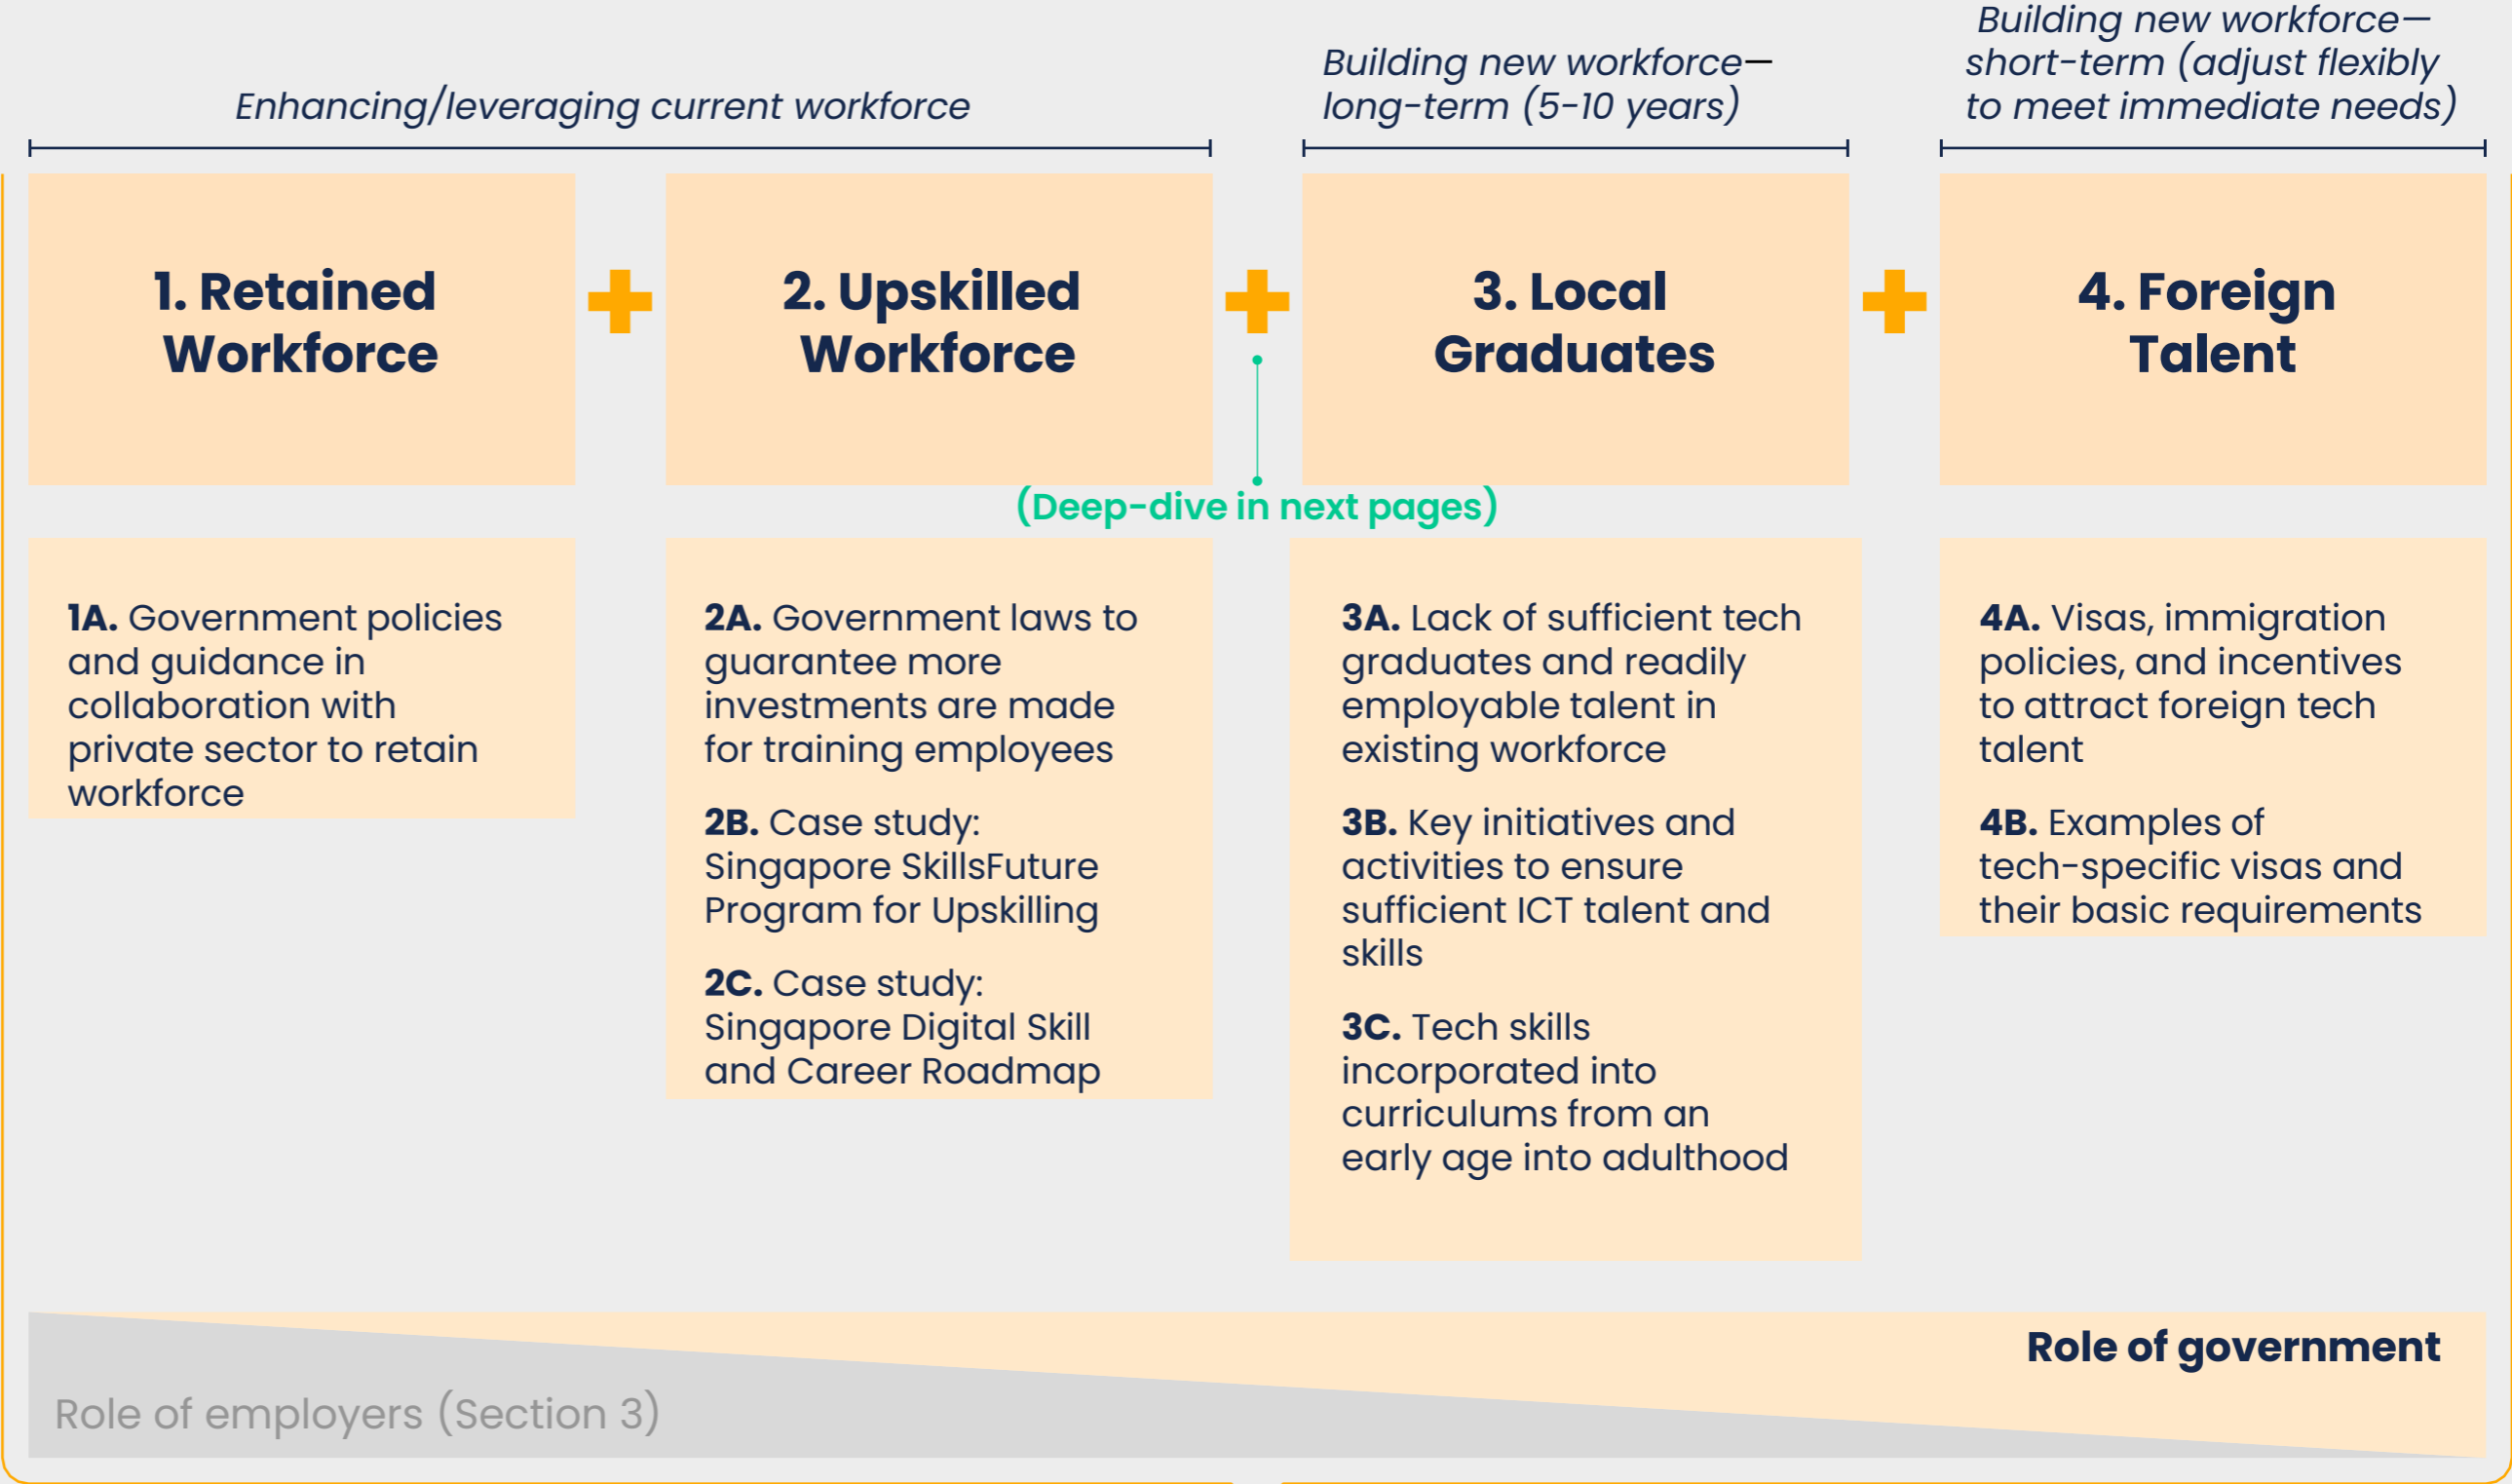 Enhancing/leveraging current workforce
Building new workforce—
long-term (5-10 years)
Building new workforce—
short-term (adjust flexibly
to meet immediate needs)
1. Retained
Workforce
2. Upskilled
Workforce
3. Local
Graduates
4. Foreign
Talent
(Deep-dive in next pages)
1A. Government policies
and guidance in
collaboration with
private sector to retain
workforce
2A. Government laws to
guarantee more
investments are made
for training employees
2B. Case study:
Singapore SkillsFuture
Program for Upskilling
2C. Case study:
Singapore Digital Skill
and Career Roadmap
3A. Lack of sufficient tech
graduates and readily
employable talent in
existing workforce
3B. Key initiatives and
activities to ensure
sufficient ICT talent and
skills
3C. Tech skills
incorporated into
curriculums from an
early age into adulthood
4A. Visas, immigration
policies, and incentives
to attract foreign tech
talent
4B. Examples of
tech-specific visas and
their basic requirements
Role of government
Role of employers (Section 3)